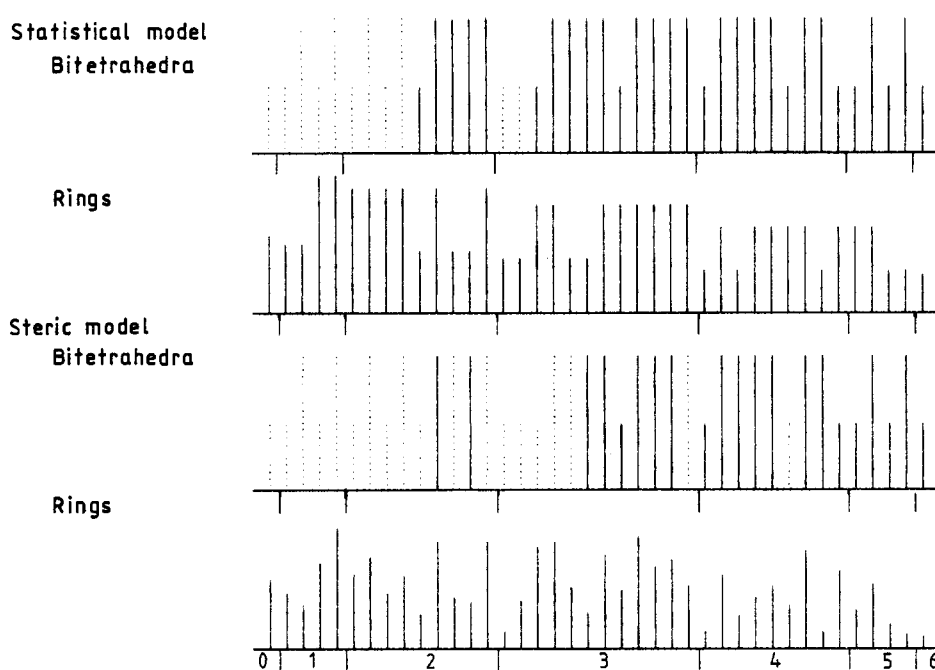 Statistical model
Bitetrahedra
Rings
Steric model
Bitetrahedra
Rings
0 1 2 3 4 5 6